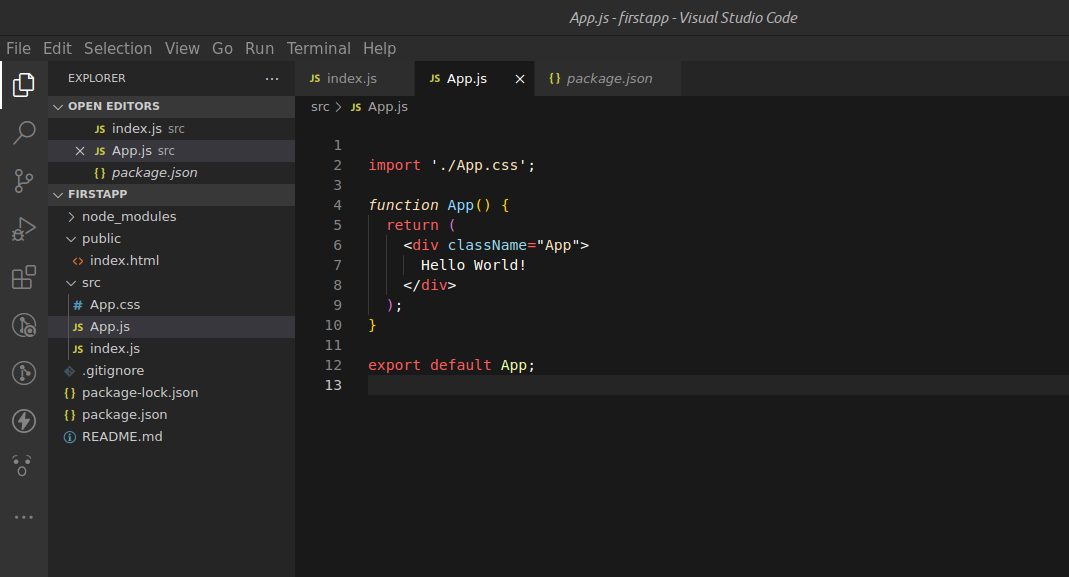 App.js - firstapp - Visual Studio Code
File Edit Selection View Go Run Terminal Help
EXPLORER ...
OPEN EDITORS
JS index.js src
JS App.js src
{} package.json
FIRSTAPP
node_modules
public
<> index.html
src
# App.css
JS App.js
JS index.js
.gitignore
{} package-lock.json
{} package.json
README.md
JS index.js JS App.js × {} package.json
src > JS App.js
1
2 import './App.css';
3
4 function App() {
5 return (
6 <div className="App">
7 Hello World!
8 </div>
9 );
10 }
11
12 export default App;
13